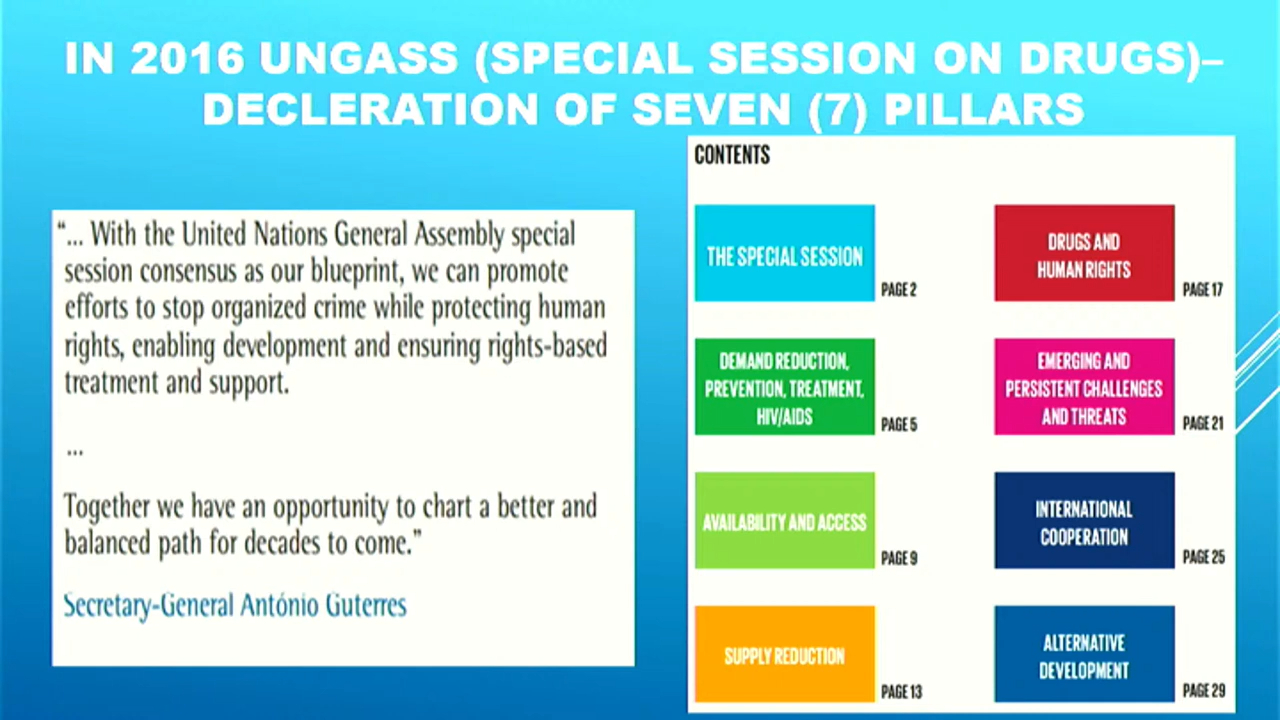 IN 2016 UNGASS (SPECIAL SESSION ON DRUGS)–
DECLERATION OF SEVEN (7) PILLARS
“... With the United Nations General Assembly special
session consensus as our blueprint, we can promote
efforts to stop organized crime while protecting human
rights, enabling development and ensuring rights-based
treatment and support.
...
Together we have an opportunity to chart a better and
balanced path for decades to come.”
Secretary-General António Guterres
CONTENTS
THE SPECIAL SESSION
PAGE 2
DEMAND REDUCTION,
PREVENTION, TREATMENT,
HIV/AIDS
PAGE 5
AVAILABILITY AND ACCESS
PAGE 9
SUPPLY REDUCTION
PAGE 13
DRUGS AND
HUMAN RIGHTS
PAGE 17
EMERGING AND
PERSISTENT CHALLENGES
AND THREATS
PAGE 21
INTERNATIONAL
COOPERATION
PAGE 25
ALTERNATIVE
DEVELOPMENT
PAGE 29